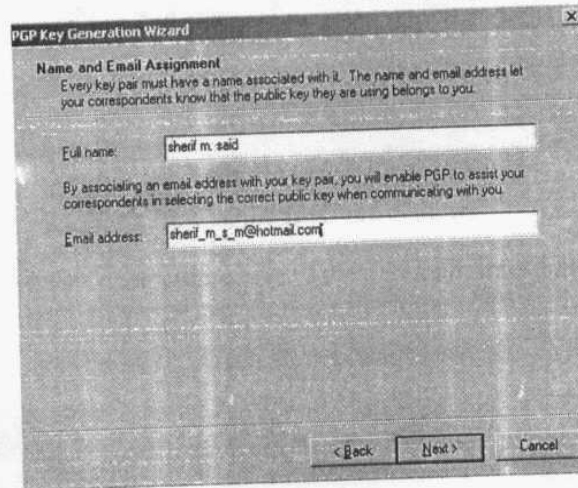 PGP Key Generation Wizard
Name and Email Assignment
Every key pair must have a name associated with it. The name and email address let
your correspondents know that the public key they are using belongs to you.
Full name: sherif m. said
By associating an email address with your key pair, you will enable PGP to assist your
correspondents in selecting the correct public key when communicating with you.
Email address: sherif_m_s_m@hotmail.com
< Back Next > Cancel